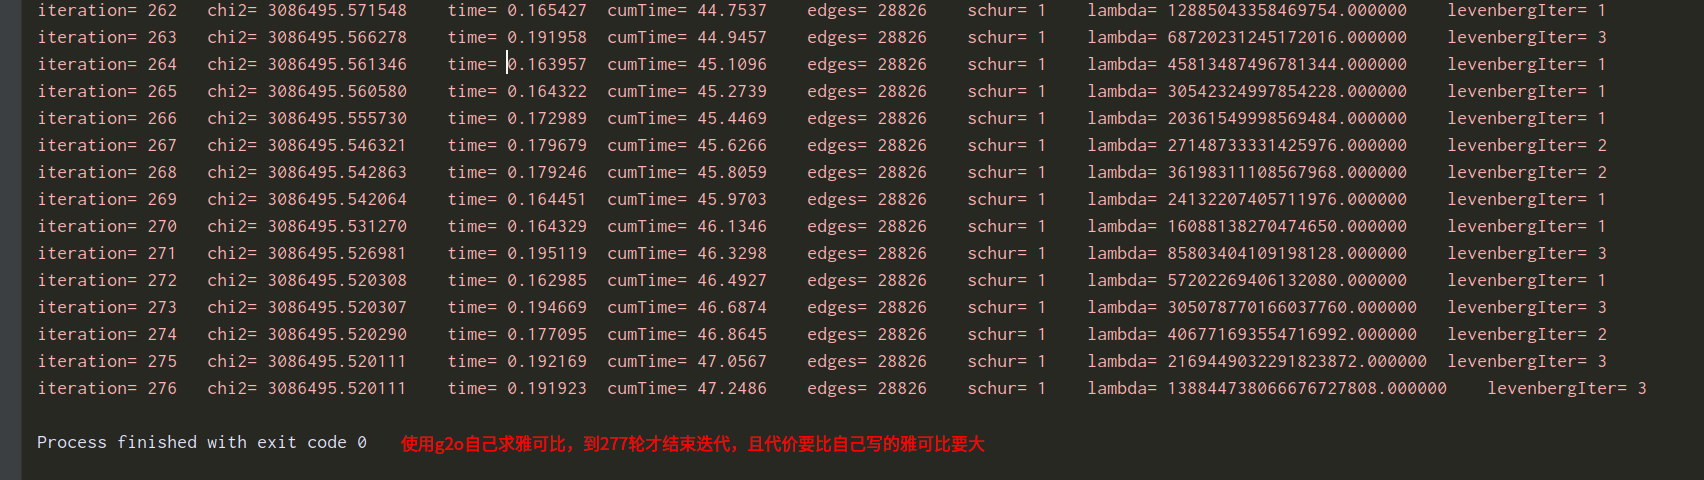 iteration= 262 chi2= 3086495.571548 time= 0.165427 cumTime= 44.7537 edges= 28826 schur= 1 lambda= 12885043358469754.000000 levenbergIter= 1
iteration= 263 chi2= 3086495.566278 time= 0.191958 cumTime= 44.9457 edges= 28826 schur= 1 lambda= 68720231245172016.000000 levenbergIter= 3
iteration= 264 chi2= 3086495.561346 time= 0.163957 cumTime= 45.1096 edges= 28826 schur= 1 lambda= 45813487496781344.000000 levenbergIter= 1
iteration= 265 chi2= 3086495.560580 time= 0.164322 cumTime= 45.2739 edges= 28826 schur= 1 lambda= 30542324997854228.000000 levenbergIter= 1
iteration= 266 chi2= 3086495.555730 time= 0.172989 cumTime= 45.4469 edges= 28826 schur= 1 lambda= 20361549998569484.000000 levenbergIter= 1
iteration= 267 chi2= 3086495.546321 time= 0.179679 cumTime= 45.6266 edges= 28826 schur= 1 lambda= 27148733331425976.000000 levenbergIter= 2
iteration= 268 chi2= 3086495.542863 time= 0.179246 cumTime= 45.8059 edges= 28826 schur= 1 lambda= 36198311108567968.000000 levenbergIter= 2
iteration= 269 chi2= 3086495.542064 time= 0.164451 cumTime= 45.9703 edges= 28826 schur= 1 lambda= 24132207405711976.000000 levenbergIter= 1
iteration= 270 chi2= 3086495.531270 time= 0.164329 cumTime= 46.1346 edges= 28826 schur= 1 lambda= 16088138270474650.000000 levenbergIter= 1
iteration= 271 chi2= 3086495.526981 time= 0.195119 cumTime= 46.3298 edges= 28826 schur= 1 lambda= 85803404109198128.000000 levenbergIter= 3
iteration= 272 chi2= 3086495.520308 time= 0.162985 cumTime= 46.4927 edges= 28826 schur= 1 lambda= 57202269406132080.000000 levenbergIter= 1
iteration= 273 chi2= 3086495.520307 time= 0.194669 cumTime= 46.6874 edges= 28826 schur= 1 lambda= 305078770166037760.000000 levenbergIter= 3
iteration= 274 chi2= 3086495.520290 time= 0.177095 cumTime= 46.8645 edges= 28826 schur= 1 lambda= 406771693554716992.000000 levenbergIter= 2
iteration= 275 chi2= 3086495.520111 time= 0.192169 cumTime= 47.0567 edges= 28826 schur= 1 lambda= 2169449032291823872.000000 levenbergIter= 3
iteration= 276 chi2= 3086495.520111 time= 0.191923 cumTime= 47.2486 edges= 28826 schur= 1 lambda= 138844738066676727808.000000 levenbergIter= 3
Process finished with exit code 0 使用g2o自己求雅可比，到277轮才结束迭代，且代价要比自己写的雅可比要大